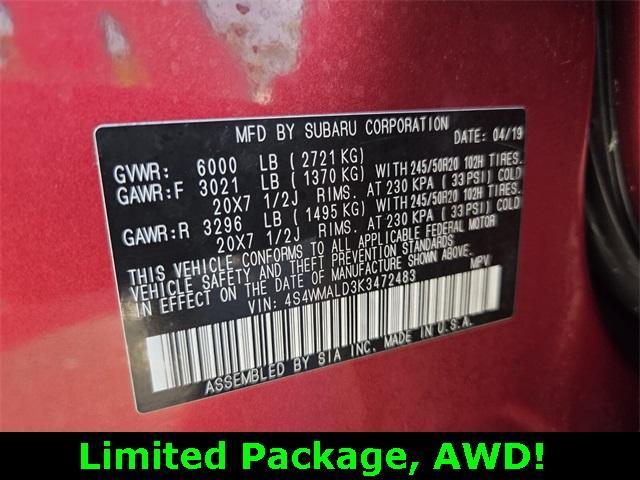 MFD BY SUBARU CORPORATION DATE: 04/19
GVWR: 6000 LB (2721 KG)
GAWR:F 3021 LB (1370 KG) WITH 245/50R20 102H TIRES.
20X7 1/2J RIMS. AT 230 KPA (33 PSI) COLD
GAWR:R 3296 LB (1495 KG) WITH 245/50R20 102H TIRES.
20X7 1/2J RIMS. AT 230 KPA (33 PSI) COLD
THIS VEHICLE CONFORMS TO ALL APPLICABLE FEDERAL MOTOR
VEHICLE SAFETY AND THEFT PREVENTION STANDARDS
IN EFFECT ON THE DATE OF MANUFACTURE SHOWN ABOVE.
VIN: 4S4WMALD3K3472483 MPV
ASSEMBLED BY SIA INC. MADE IN U.S.A.
Limited Package, AWD!